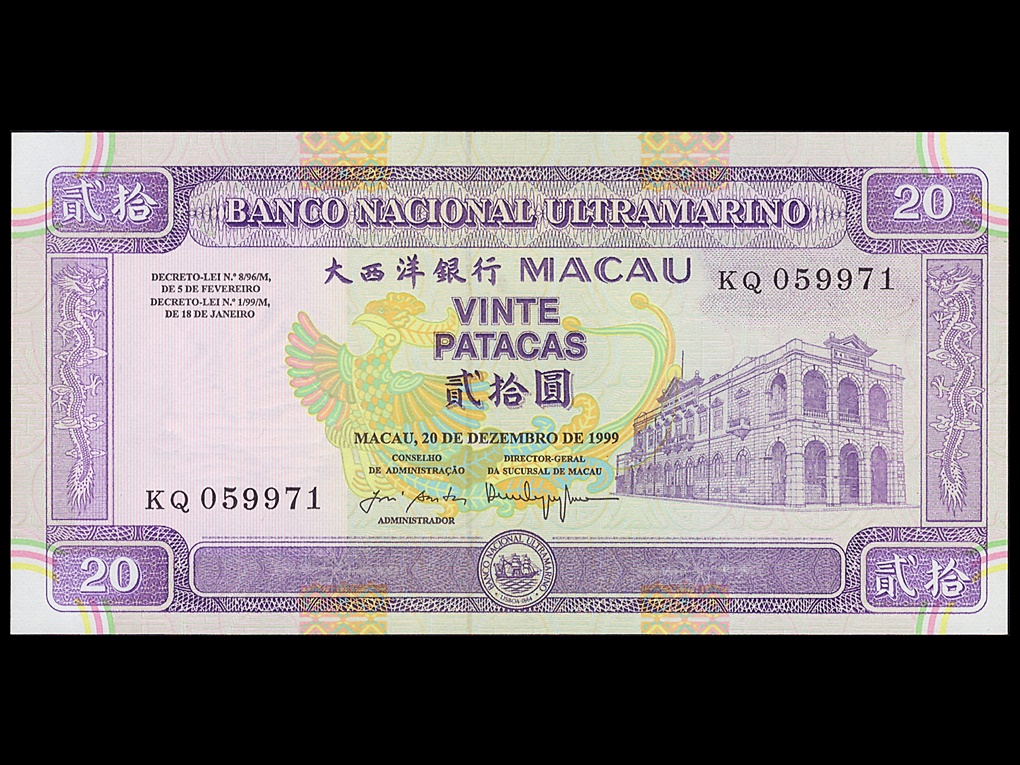 貳拾
BANCO NACIONAL ULTRAMARINO
20
DECRETO-LEI N.º 8/96/M,
DE 5 DE FEVEREIRO
DECRETO-LEI N.º 1/99/M,
DE 18 DE JANEIRO
大西洋銀行 MACAU
KQ 059971
VINTE
PATACAS
貳拾圓
MACAU, 20 DE DEZEMBRO DE 1999
CONSELHO
DE ADMINISTRAÇÃO
DIRECTOR-GERAL
DA SUCURSAL DE MACAU
KQ 059971
ADMINISTRADOR
20
BANCO NACIONAL ULTRAMARINO
LISBOA 1864
貳拾